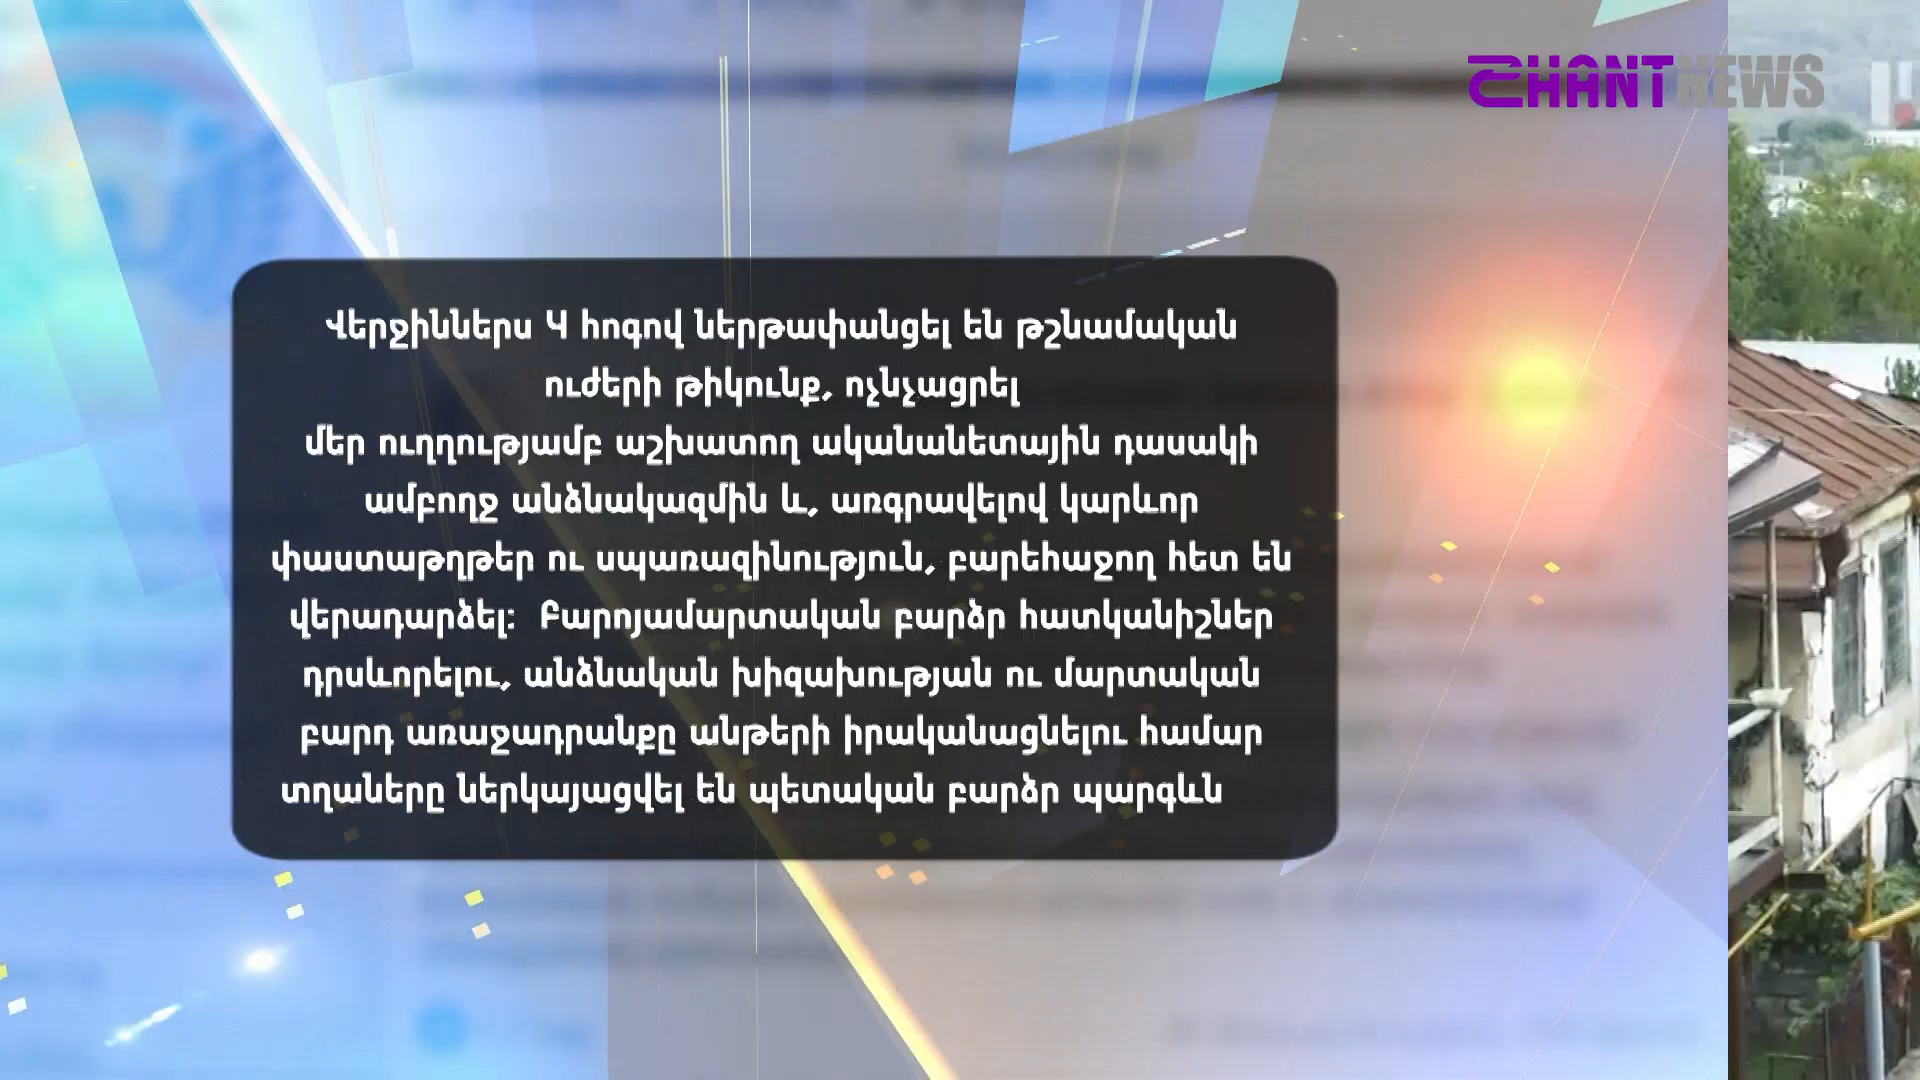 SHANTNEWS
Վերջիններս 4 հոգով ներթափանցել են թշնամական
ուժերի թիկունք, ոչնչացրել
մեր ուղղությամբ աշխատող ականանետային դասակի
ամբողջ անձնակազմին և, առգրավելով կարևոր
փաստաթղթեր ու սպառազինություն, բարեհաջող հետ են
վերադարձել։ Բարոյամարտական բարձր հատկանիշներ
դրսևորելու, անձնական խիզախության ու մարտական
բարդ առաջադրանքը անթերի իրականացնելու համար
տղաները ներկայացվել են պետական բարձր պարգևն